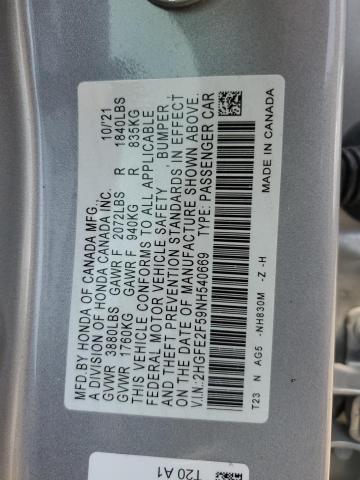 MFD.BY HONDA OF CANADA MFG., 10/'21
A DIVISION OF HONDA CANADA INC.
GVWR 3880LBS GAWR F 2072LBS R 1840LBS
GVWR 1760KG GAWR F 940KG R 835KG
THIS VEHICLE CONFORMS TO ALL APPLICABLE
FEDERAL MOTOR VEHICLE SAFETY, BUMPER,
AND THEFT PREVENTION STANDARDS IN EFFECT
ON THE DATE OF MANUFACTURE SHOWN ABOVE.
V.I.N:2HGFE2F59NH540669 TYPE: PASSENGER CAR
T23 N AG5 -NH830M -Z -H MADE IN CANADA
T20 A1